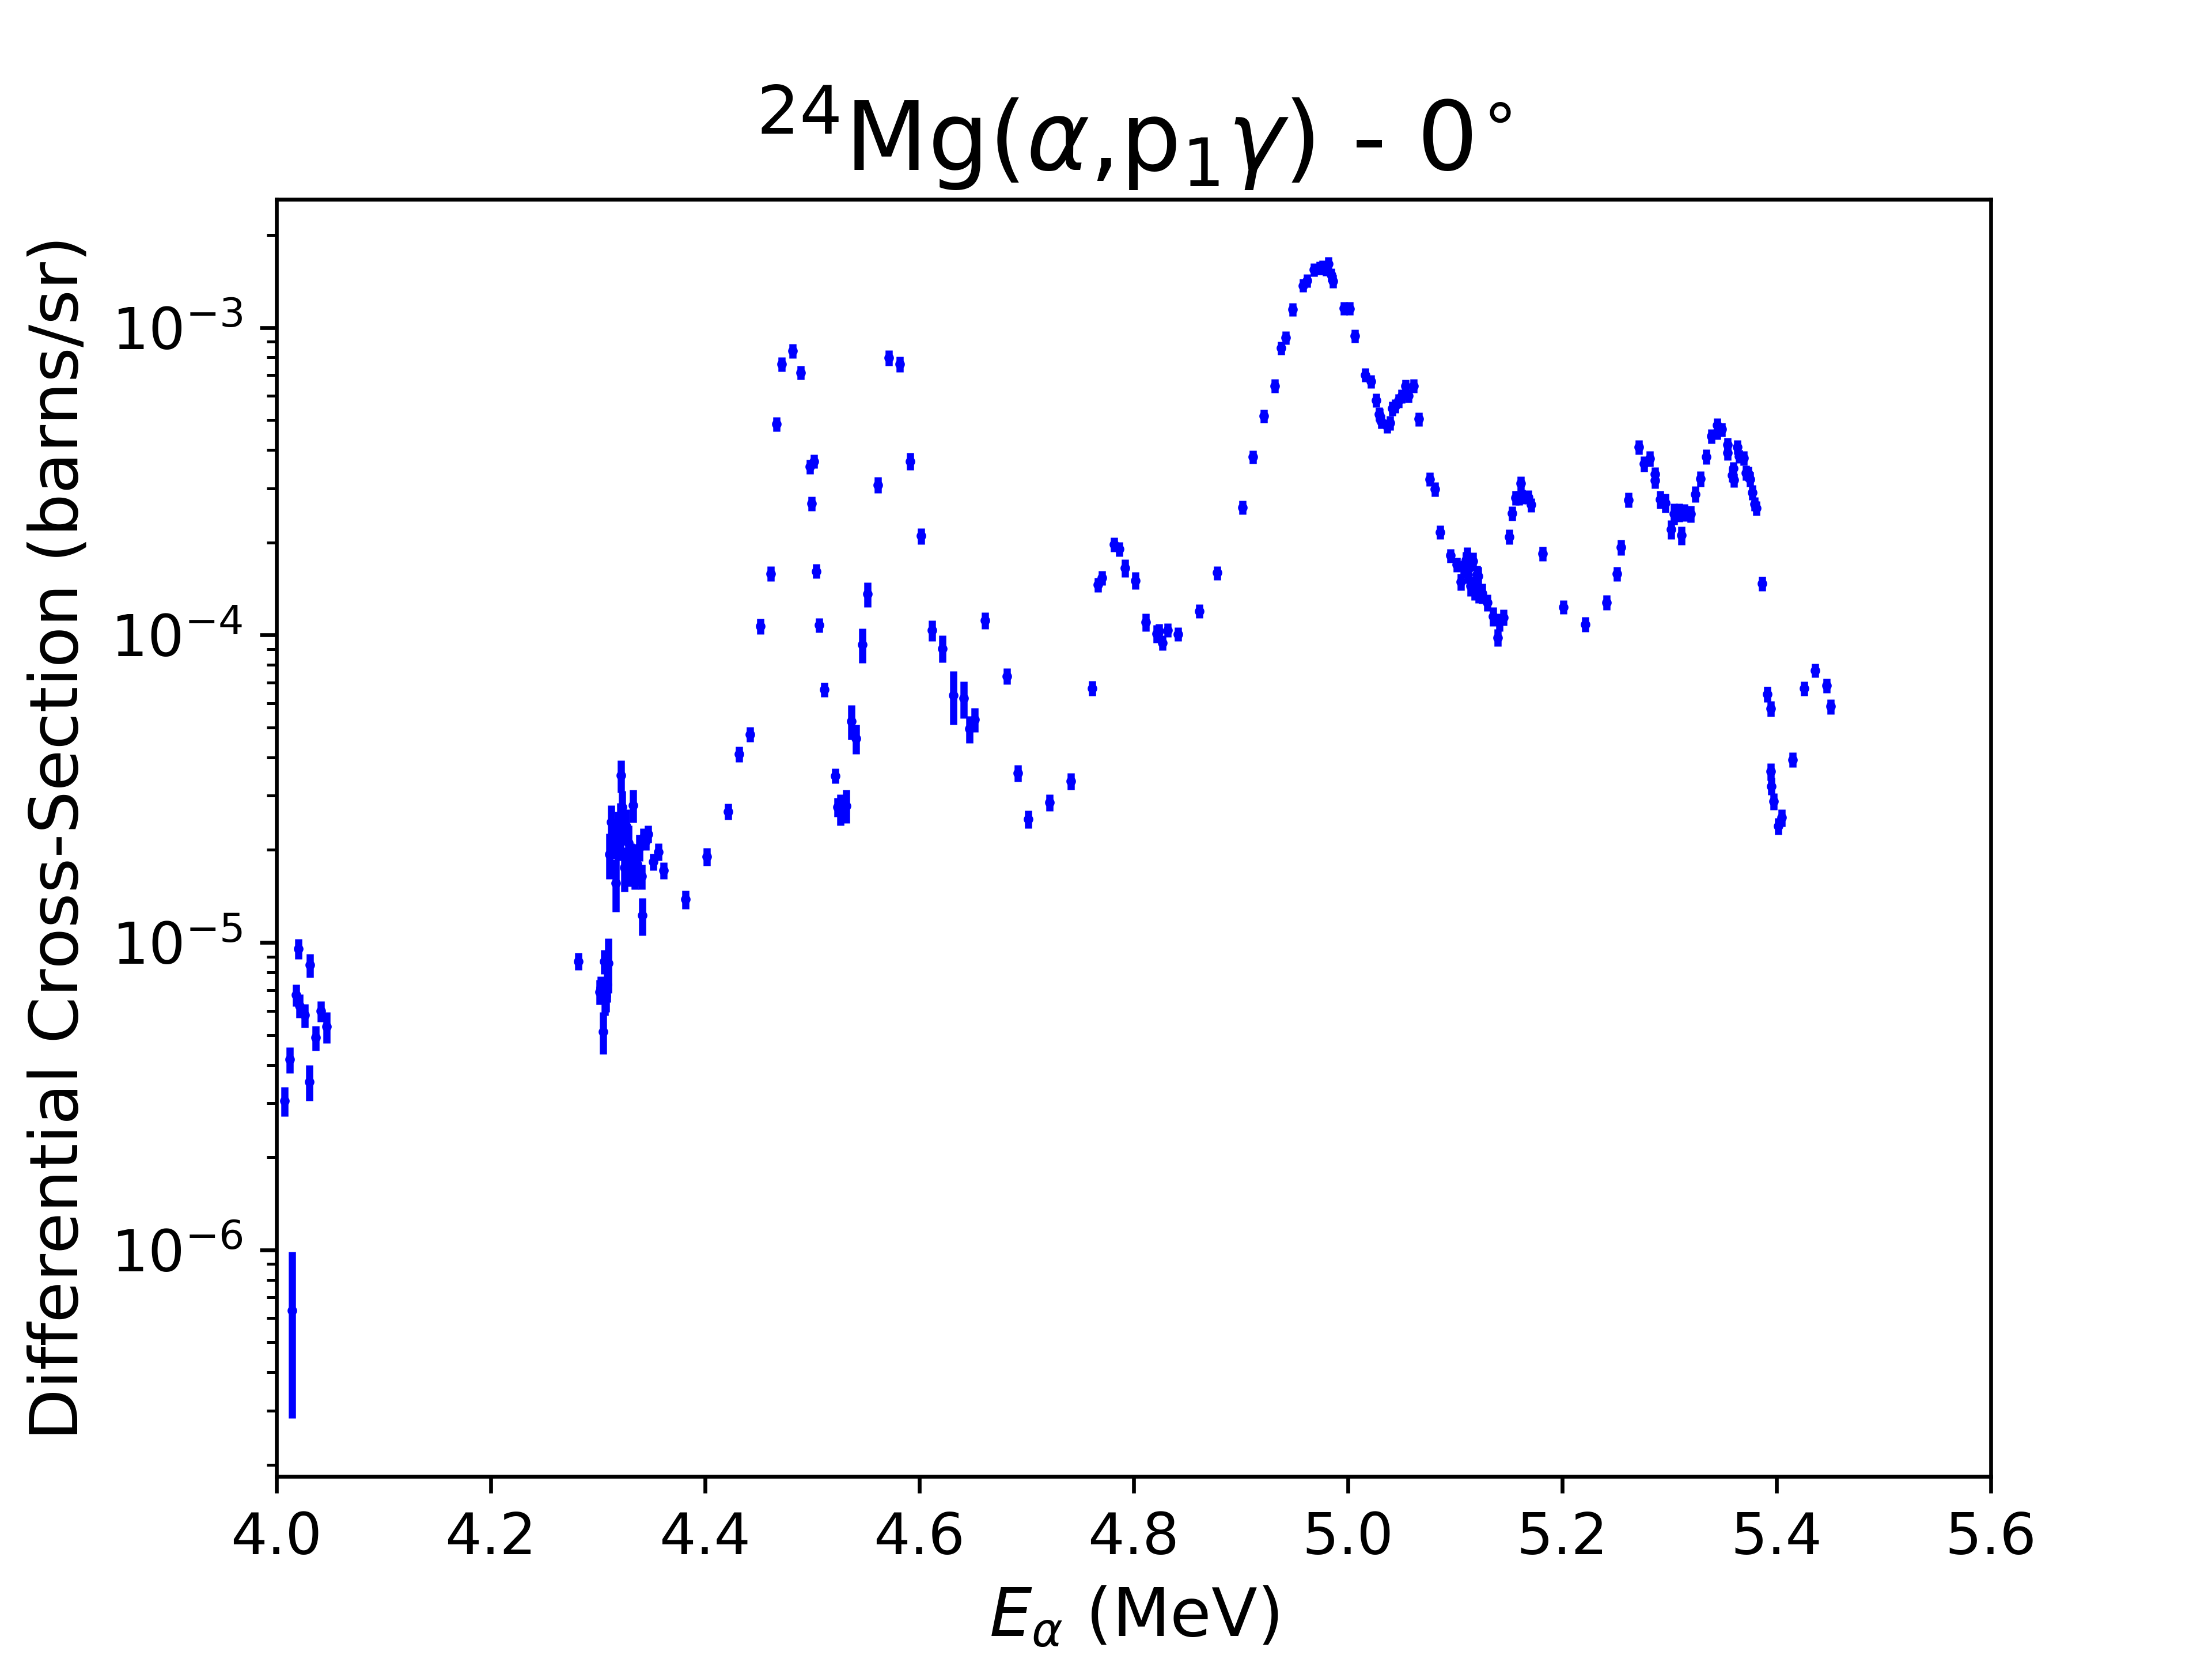 ²⁴Mg(α,p₁γ) - 0°
Differential Cross-Section (barns/sr)
10⁻³
10⁻⁴
10⁻⁵
10⁻⁶
4.0 4.2 4.4 4.6 4.8 5.0 5.2 5.4 5.6
Eα (MeV)